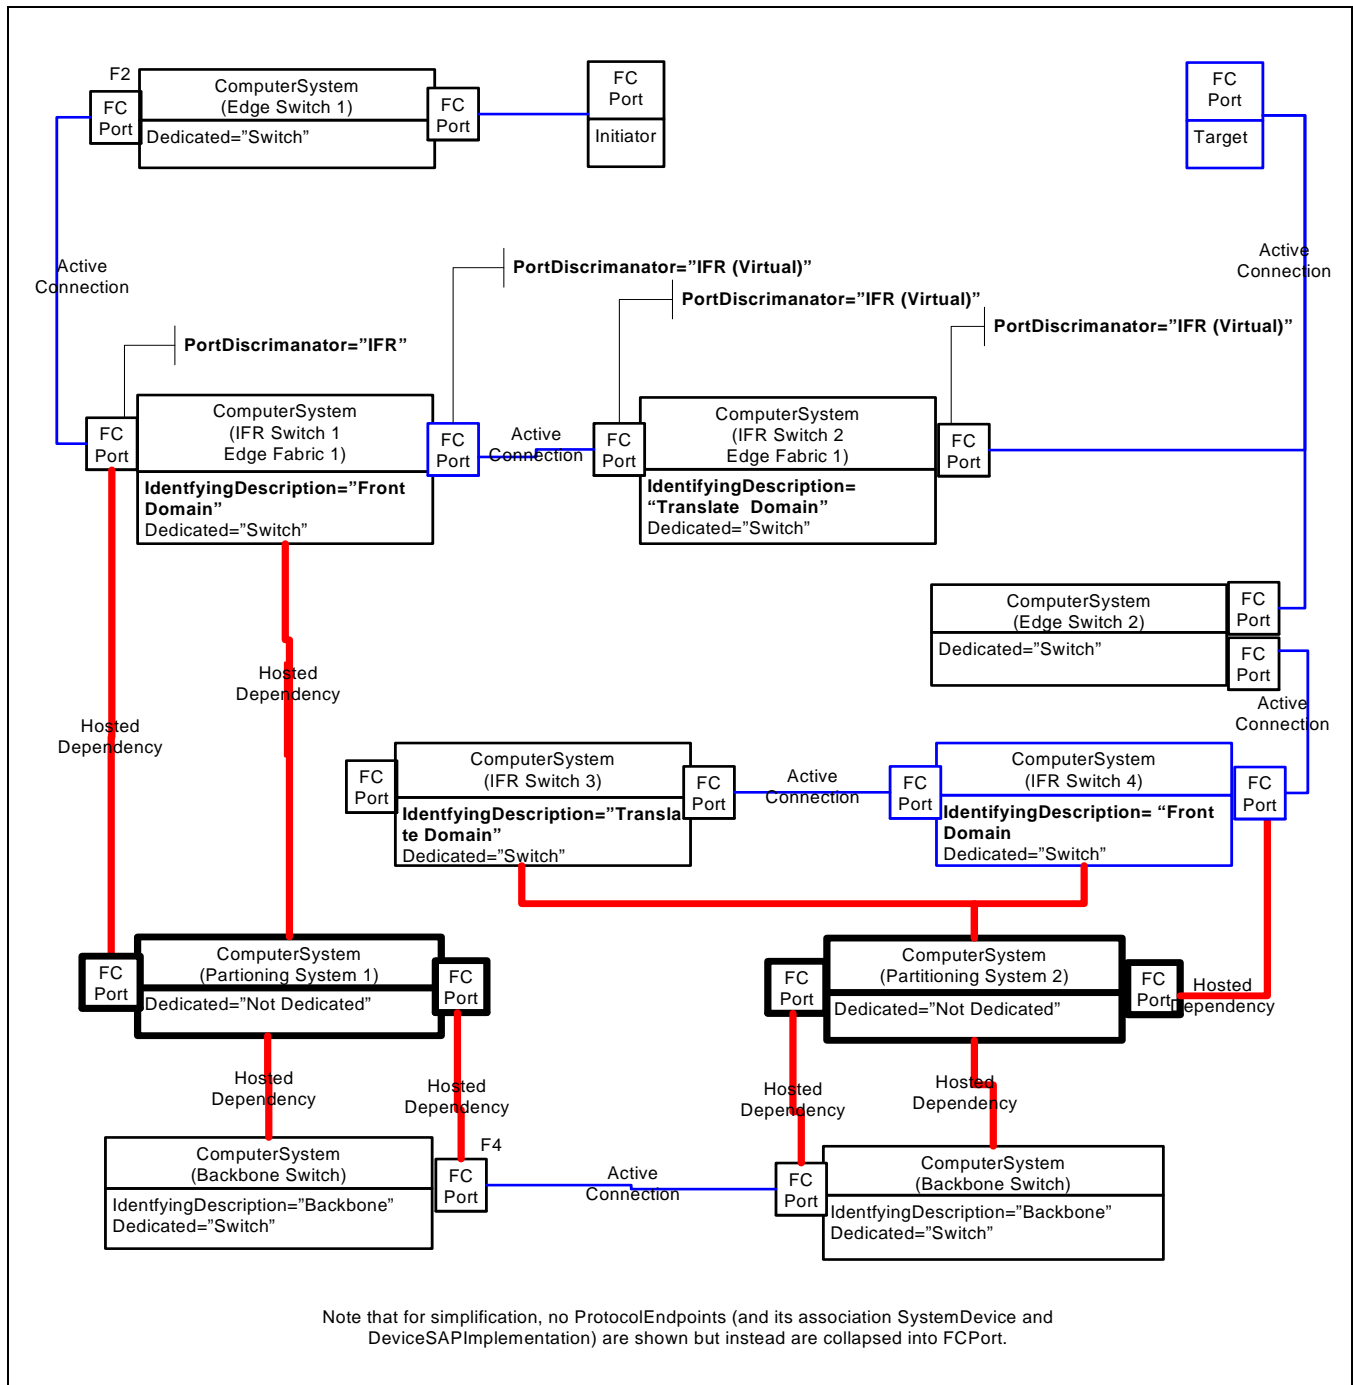 F2
ComputerSystem
(Edge Switch 1)
Dedicated=”Switch”
FC
Port
FC
Port
FC
Port
Initiator
FC
Port
Target
Active
Connection
Active
Connection
PortDiscrimanator=”IFR (Virtual)”
PortDiscrimanator=”IFR (Virtual)”
PortDiscrimanator=”IFR (Virtual)”
PortDiscrimanator=”IFR”
FC
Port
ComputerSystem
(IFR Switch 1
Edge Fabric 1)
IdentfyingDescription=”Front
Domain”
Dedicated=”Switch”
FC
Port
Active
Connection
FC
Port
ComputerSystem
(IFR Switch 2
Edge Fabric 1)
IdentifyingDescription=
“Translate Domain”
Dedicated=”Switch”
FC
Port
ComputerSystem
(Edge Switch 2)
Dedicated=”Switch”
FC
Port
FC
Port
Hosted
Dependency
Hosted
Dependency
Active
Connection
FC
Port
ComputerSystem
(IFR Switch 3)
IdentifyingDescription=”Transla
te Domain”
Dedicated=”Switch”
FC
Port
Active
Connection
FC
Port
ComputerSystem
(IFR Switch 4)
IdentifyingDescription= “Front
Domain
Dedicated=”Switch”
FC
Port
FC
Port
ComputerSystem
(Partioning System 1)
Dedicated=”Not Dedicated”
FC
Port
FC
Port
ComputerSystem
(Partitioning System 2)
Dedicated=”Not Dedicated”
FC
Port
Hosted
Dependency
Hosted
Dependency
Hosted
Dependency
Hosted
Dependency
Hosted
Dependency
ComputerSystem
(Backbone Switch)
IdentfyingDescription=”Backbone”
Dedicated=”Switch”
F4
FC
Port
Active
Connection
FC
Port
ComputerSystem
(Backbone Switch)
IdentfyingDescription=”Backbone”
Dedicated=”Switch”
Note that for simplification, no ProtocolEndpoints (and its association SystemDevice and
DeviceSAPImplementation) are shown but instead are collapsed into FCPort.